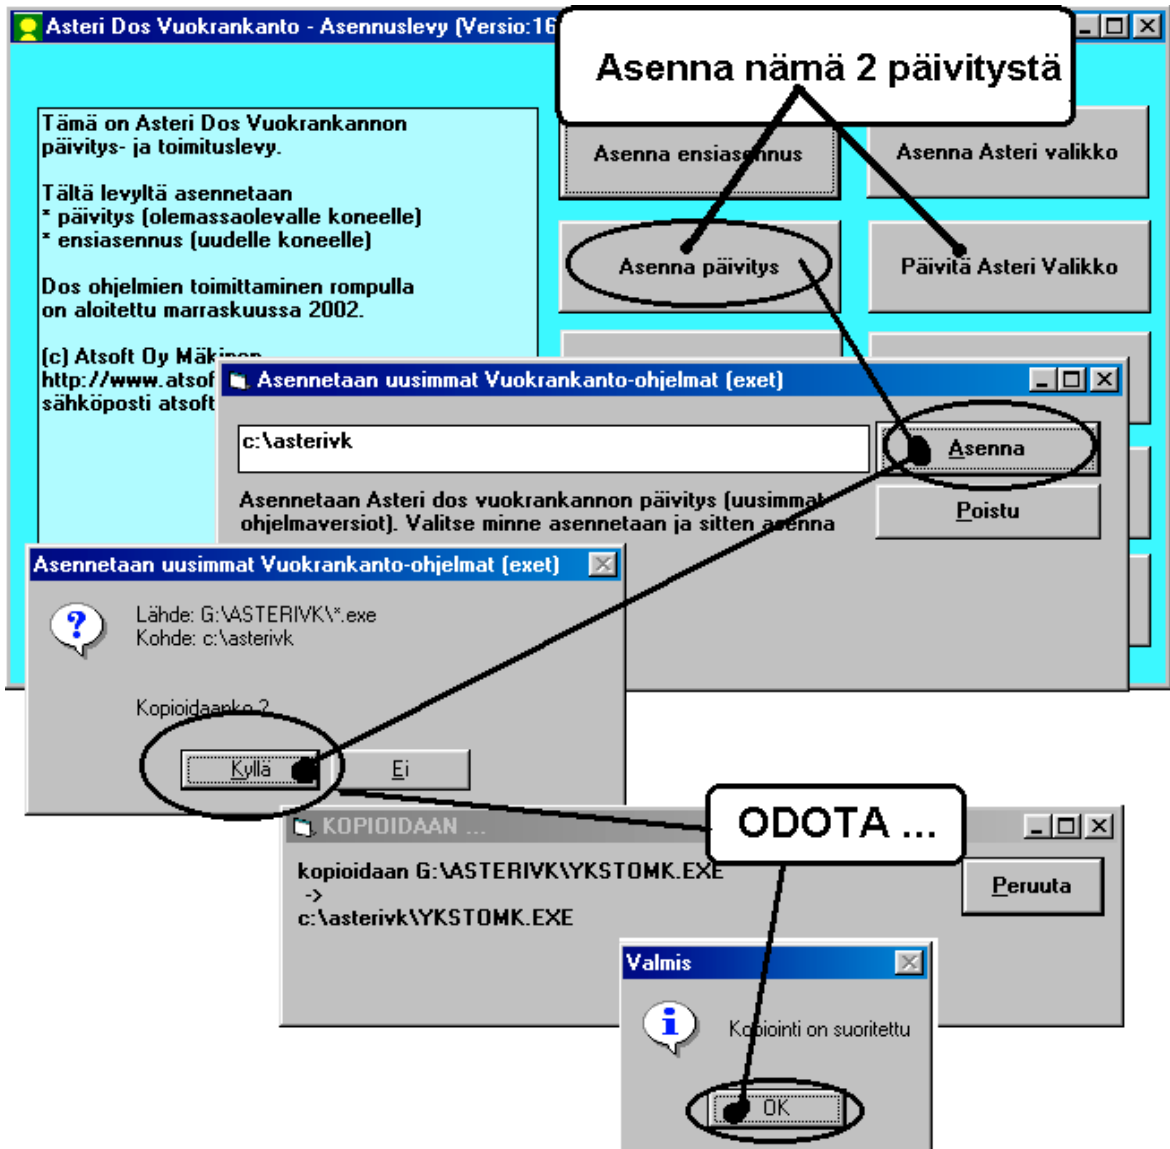 Asteri Dos Vuokrankanto - Asennuslevy (Versio:16
Asenna nämä 2 päivitystä
Tämä on Asteri Dos Vuokrankannon
päivitys- ja toimituslevy.
Tältä levyltä asennetaan
* päivitys (olemassaolevalle koneelle)
* ensiasennus (uudelle koneelle)
Dos ohjelmien toimittaminen rompulla
on aloitettu marraskuussa 2002.
(c) Atsoft Oy Mäkinen
http://www.atsof
sähköposti atsoft
Asenna ensiasennus
Asenna Asteri valikko
Asenna päivitys
Päivitä Asteri Valikko
Asennetaan uusimmat Vuokrankanto-ohjelmat (exet)
c:\asterivk
Asenna
Asennetaan Asteri dos vuokrankannon päivitys (uusimmat
ohjelmaversiot). Valitse minne asennetaan ja sitten asenna
Poistu
Asennetaan uusimmat Vuokrankanto-ohjelmat (exet)
Lähde: G:\ASTERIVK\*.exe
Kohde: c:\asterivk
Kopioidaanko ?
Kyllä
Ei
ODOTA ...
KOPIOIDAAN ...
kopioidaan G:\ASTERIVK\YKSTOMK.EXE
->
c:\asterivk\YKSTOMK.EXE
Peruuta
Valmis
Kopiointi on suoritettu
OK